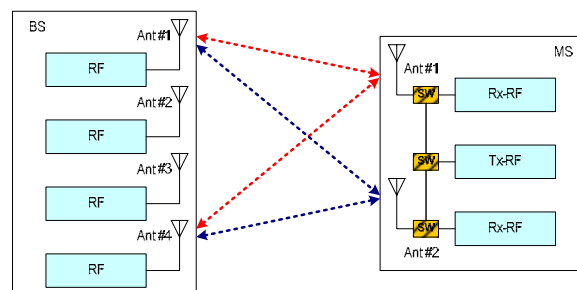 BS
Ant#1
RF
Ant#2
RF
Ant#3
RF
Ant#4
RF
MS
Ant#1
SW
Rx-RF
SW
Tx-RF
SW
Rx-RF
Ant#2